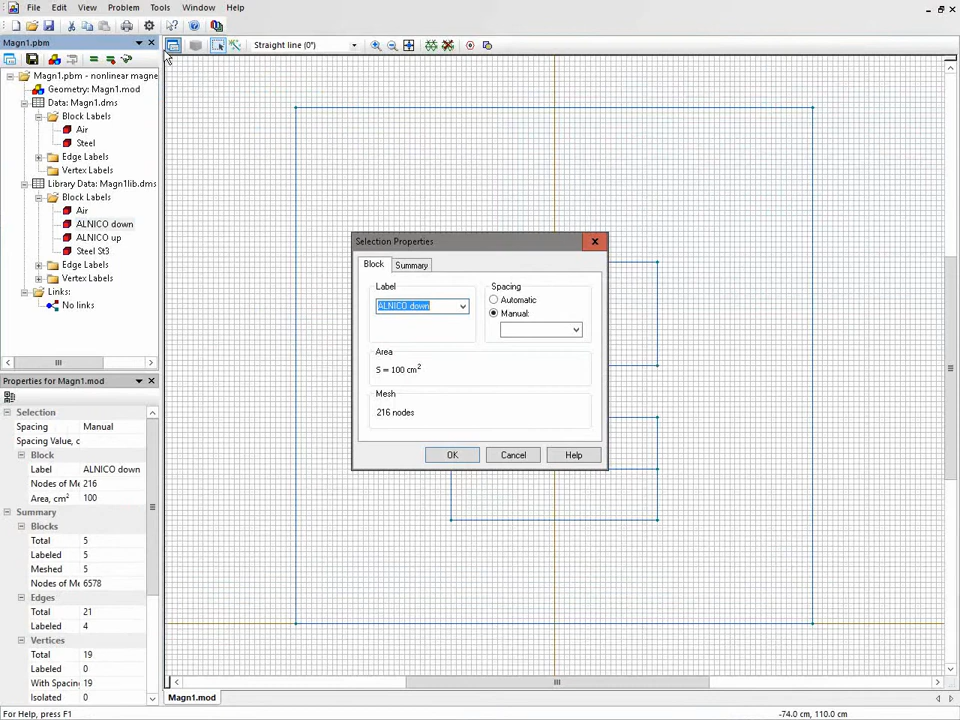 File Edit View Problem Tools Window Help
Magn1.pbm
Straight line (0°)
Magn1.pbm - nonlinear magne
Geometry: Magn1.mod
Data: Magn1.dms
Block Labels
Air
Steel
Edge Labels
Vertex Labels
Library Data: Magn1lib.dms
Block Labels
Air
ALNICO down
ALNICO up
Steel St3
Edge Labels
Vertex Labels
Links:
No links
Properties for Magn1.mod
Selection
Spacing Manual
Spacing Value, c
Block
Label ALNICO down
Nodes of Me 216
Area, cm² 100
Summary
Blocks
Total 5
Labeled 5
Meshed 5
Nodes of Me 6578
Edges
Total 21
Labeled 4
Vertices
Total 19
Labeled 0
With Spacin 19
Isolated 0
Selection Properties
Block Summary
Label
ALNICO down
Spacing
Automatic
Manual:
Area
S = 100 cm²
Mesh
216 nodes
OK Cancel Help
Magn1.mod
For Help, press F1
-74.0 cm, 110.0 cm